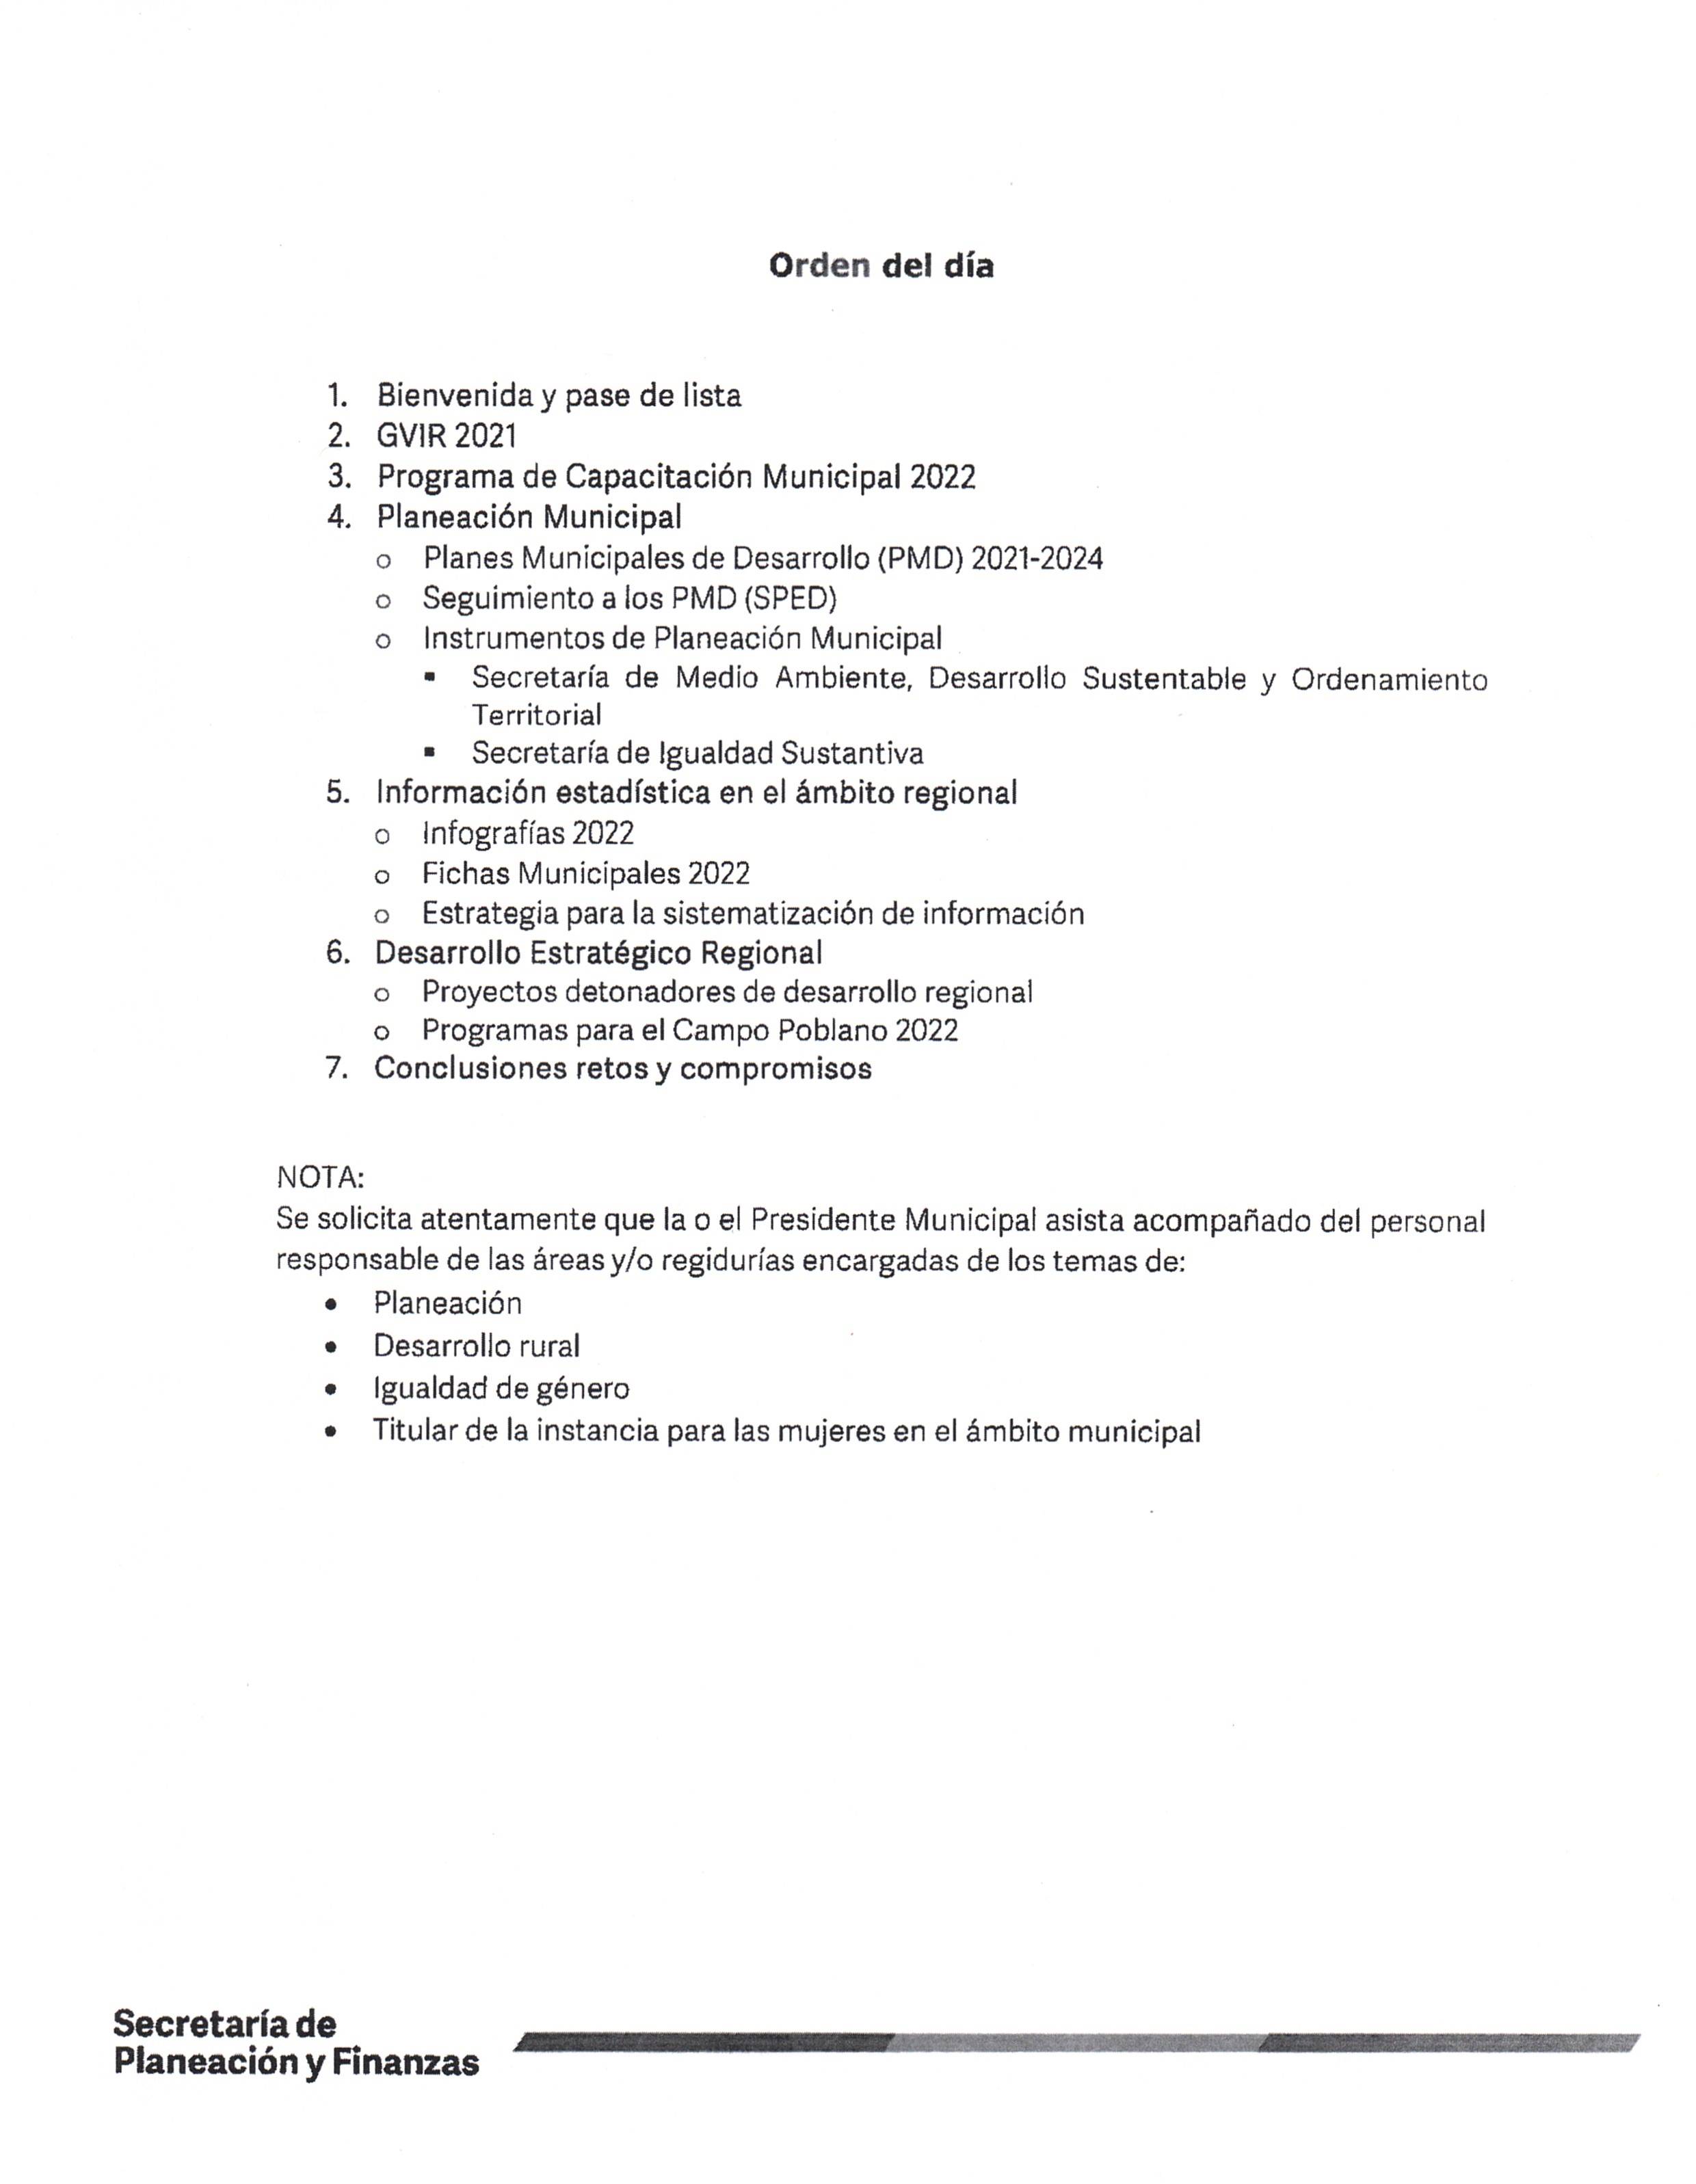 Orden del día
1. Bienvenida y pase de lista
2. GVIR 2021
3. Programa de Capacitación Municipal 2022
4. Planeación Municipal
o Planes Municipales de Desarrollo (PMD) 2021-2024
o Seguimiento a los PMD (SPED)
o Instrumentos de Planeación Municipal
▪ Secretaría de Medio Ambiente, Desarrollo Sustentable y Ordenamiento
Territorial
▪ Secretaría de Igualdad Sustantiva
5. Información estadística en el ámbito regional
o Infografías 2022
o Fichas Municipales 2022
o Estrategia para la sistematización de información
6. Desarrollo Estratégico Regional
o Proyectos detonadores de desarrollo regional
o Programas para el Campo Poblano 2022
7. Conclusiones retos y compromisos
NOTA:
Se solicita atentamente que la o el Presidente Municipal asista acompañado del personal
responsable de las áreas y/o regidurías encargadas de los temas de:
• Planeación
• Desarrollo rural
• Igualdad de género
• Titular de la instancia para las mujeres en el ámbito municipal
Secretaría de
Planeación y Finanzas